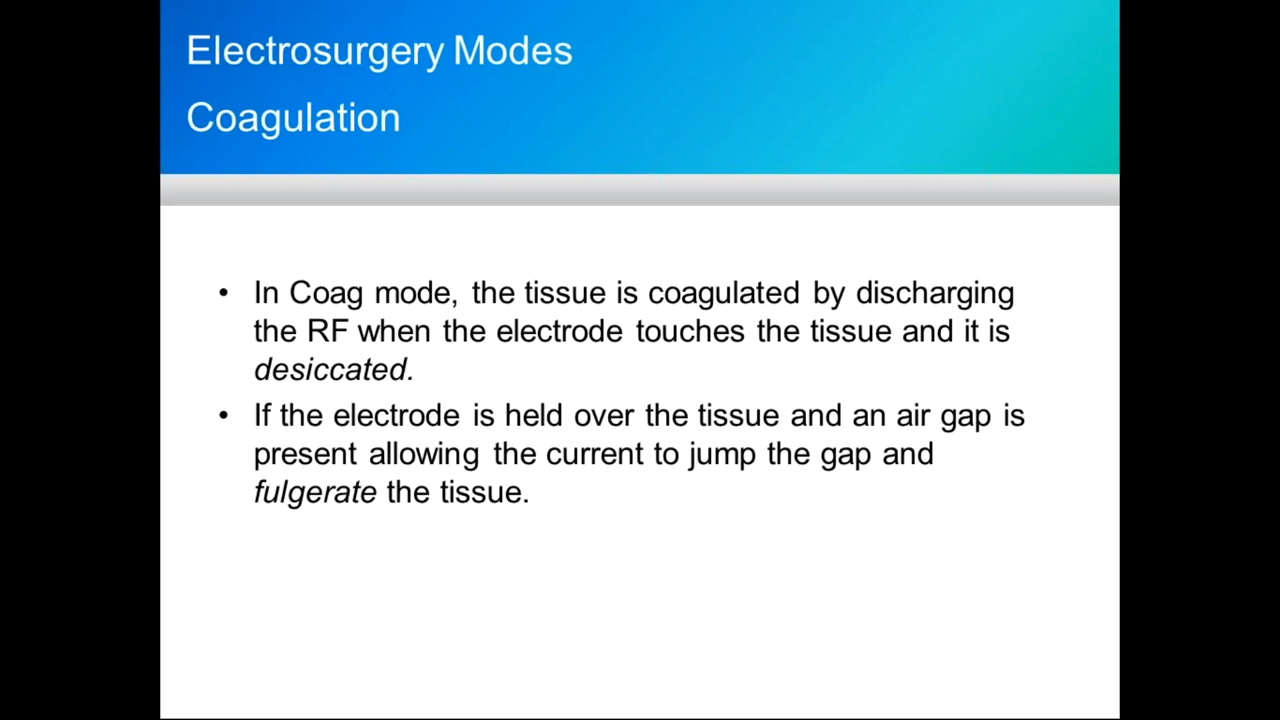 Electrosurgery Modes
Coagulation
• In Coag mode, the tissue is coagulated by discharging
the RF when the electrode touches the tissue and it is
desiccated.
• If the electrode is held over the tissue and an air gap is
present allowing the current to jump the gap and
fulgerate the tissue.